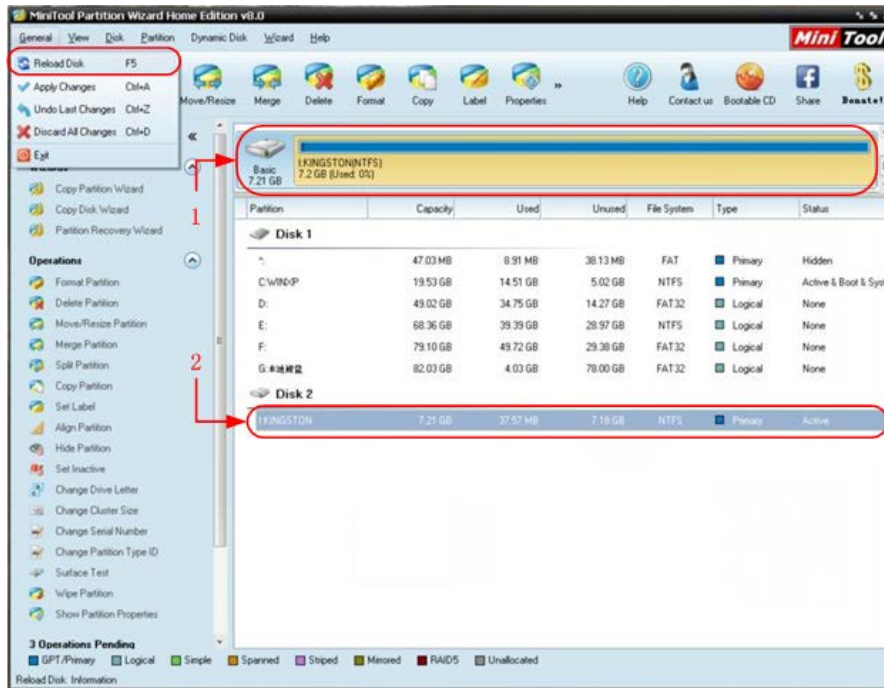 MiniTool Partition Wizard Home Edition v8.0
General View Disk Partition Dynamic Disk Wizard Help
Mini Tool
Reload Disk F5
Apply Changes Ctrl+A
Undo Last Changes Ctrl+Z
Discard All Changes Ctrl+D
Exit
Move/Resize Merge Delete Format Copy Label Properties » Help Contact us Bootable CD Share Donate!
«
Basic
7.21 GB
I:KINGSTON(NTFS)
7.2 GB (Used: 0%)
1
Copy Partition Wizard
Copy Disk Wizard
Partition Recovery Wizard
Operations
Format Partition
Delete Partition
Move/Resize Partition
Merge Partition
Split Partition
Copy Partition
Set Label
Align Partition
Hide Partition
Set Inactive
Change Drive Letter
Change Cluster Size
Change Serial Number
Change Partition Type ID
Surface Test
Wipe Partition
Show Partition Properties
3 Operations Pending
2
Partition Capacity Used Unused File System Type Status
Disk 1
*: 47.03 MB 8.91 MB 38.13 MB FAT Primary Hidden
C:WINXP 19.53 GB 14.51 GB 5.02 GB NTFS Primary Active & Boot & Syst
D: 49.02 GB 34.75 GB 14.27 GB FAT32 Logical None
E: 68.36 GB 39.39 GB 28.97 GB NTFS Logical None
F: 79.10 GB 49.72 GB 29.38 GB FAT32 Logical None
G:本地磁盘 82.03 GB 4.03 GB 78.00 GB FAT32 Logical None
Disk 2
I:KINGSTON 7.21 GB 37.57 MB 7.18 GB NTFS Primary Active
GPT/Primary Logical Simple Spanned Striped Mirrored RAID5 Unallocated
Reload Disk Information